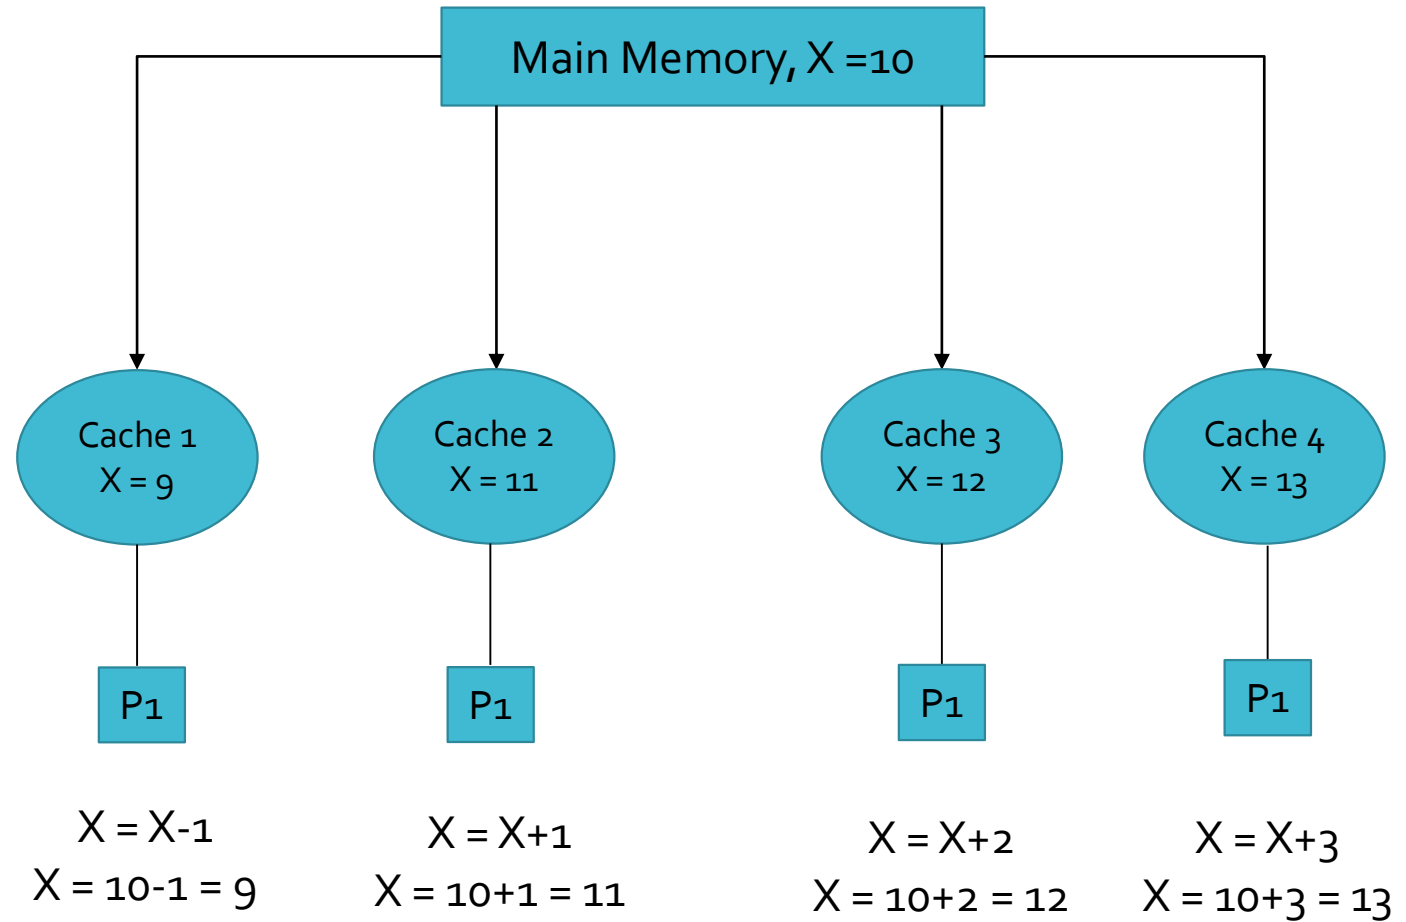 Main Memory, X =10
Cache 1
X = 9
Cache 2
X = 11
Cache 3
X = 12
Cache 4
X = 13
P1
P1
P1
P1
X = X-1
X = 10-1 = 9
X = X+1
X = 10+1 = 11
X = X+2
X = 10+2 = 12
X = X+3
X = 10+3 = 13